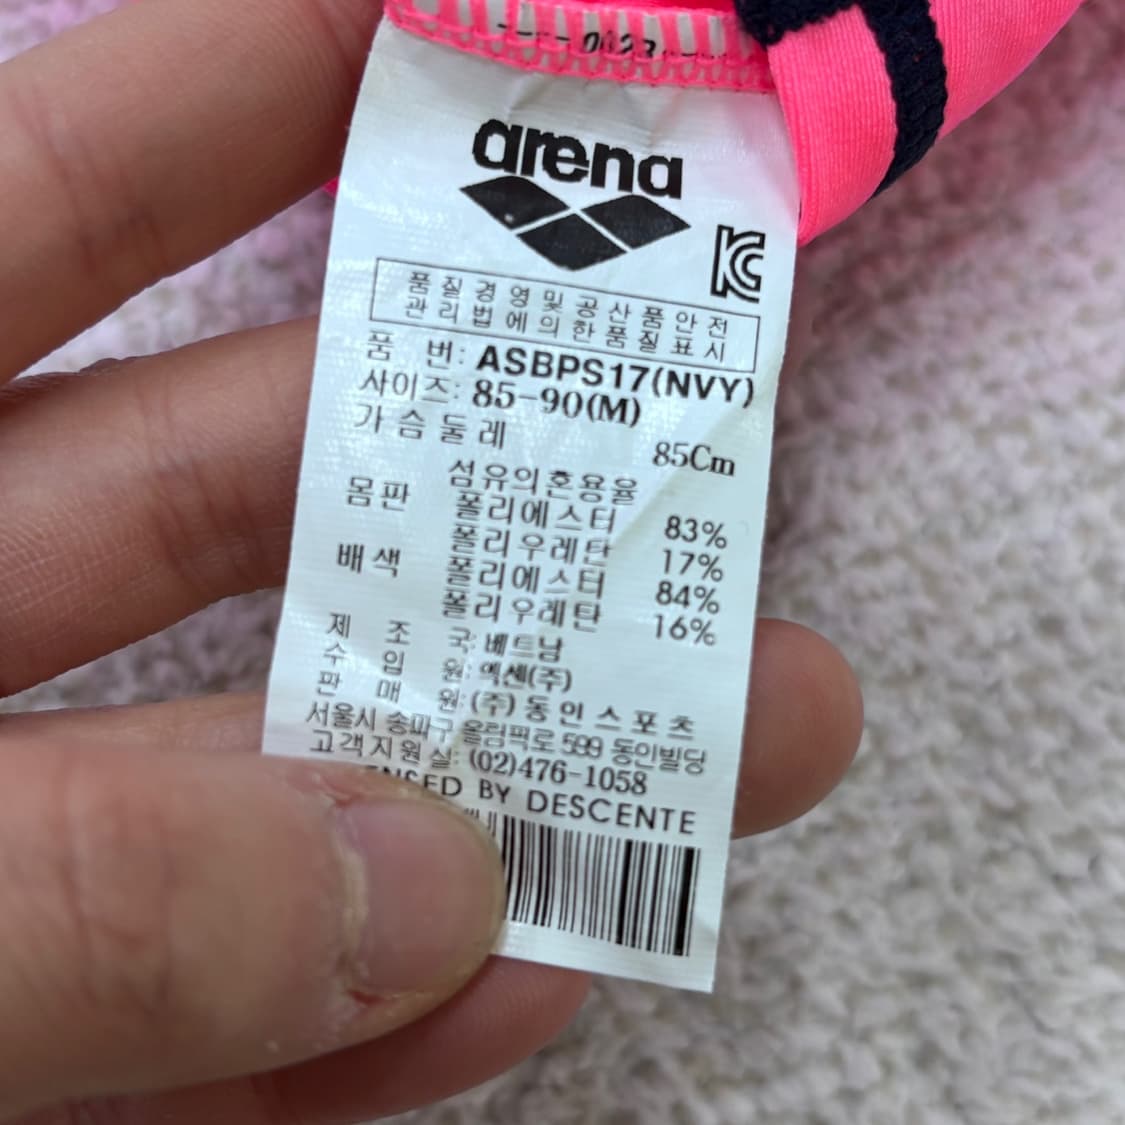 0023
arena
KC
품질경영및공산품안전
관리법에의한품질표시
품 번: ASBPS17(NVY)
사이즈: 85-90(M)
가슴둘레 85Cm
섬유의혼용율
몸판 폴리에스터 83%
폴리우레탄 17%
배색 폴리에스터 84%
폴리우레탄 16%
제 조 국: 베트남
수 입 원: 엑센(주)
판 매 원: (주)동인스포츠
서울시 송파구 올림픽로 599 동인빌딩
고객지원실: (02)476-1058
ENSED BY DESCENTE